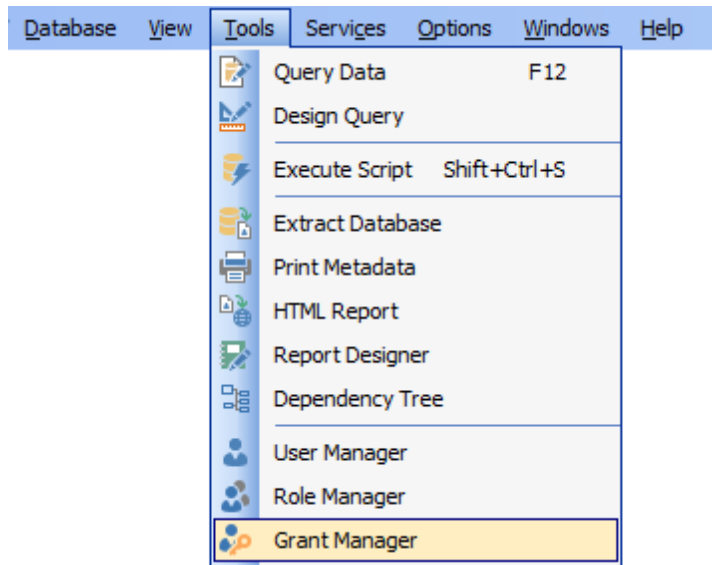 Database View Tools Services Options Windows Help
Query Data F12
Design Query
Execute Script Shift+Ctrl+S
Extract Database
Print Metadata
HTML Report
Report Designer
Dependency Tree
User Manager
Role Manager
Grant Manager